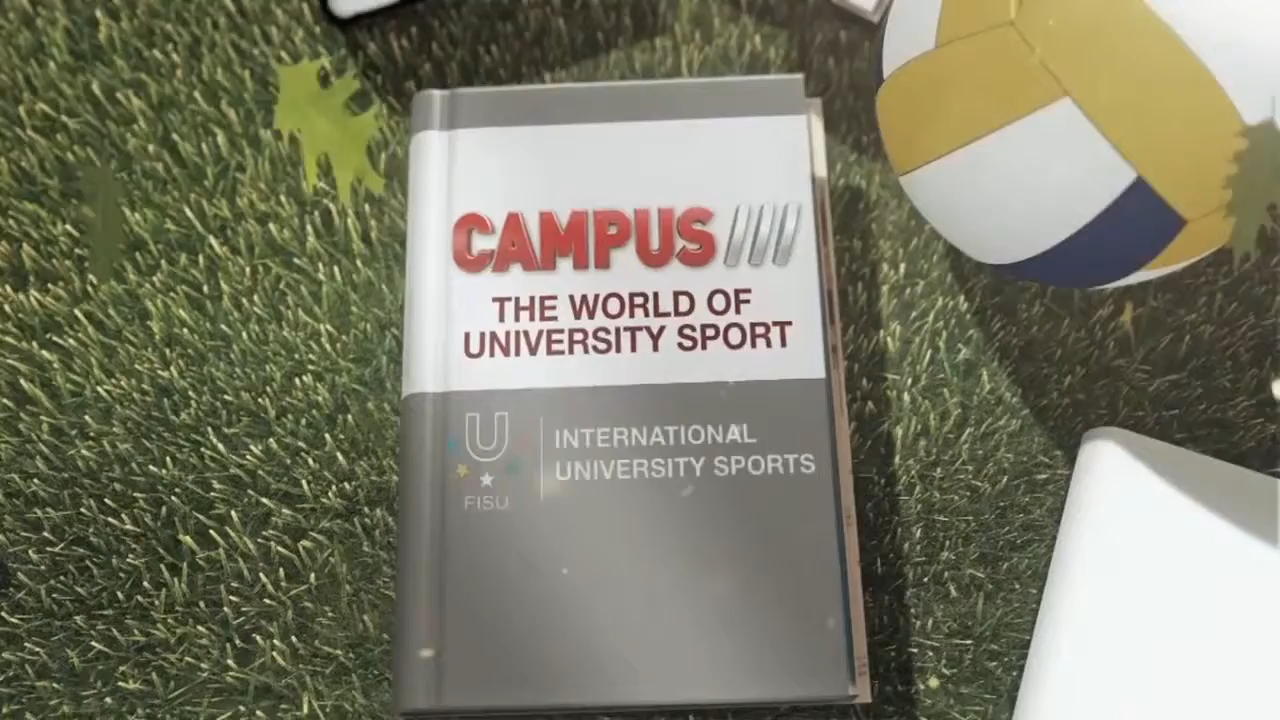 CAMPUS
THE WORLD OF
UNIVERSITY SPORT
U
FISU
INTERNATIONAL
UNIVERSITY SPORTS